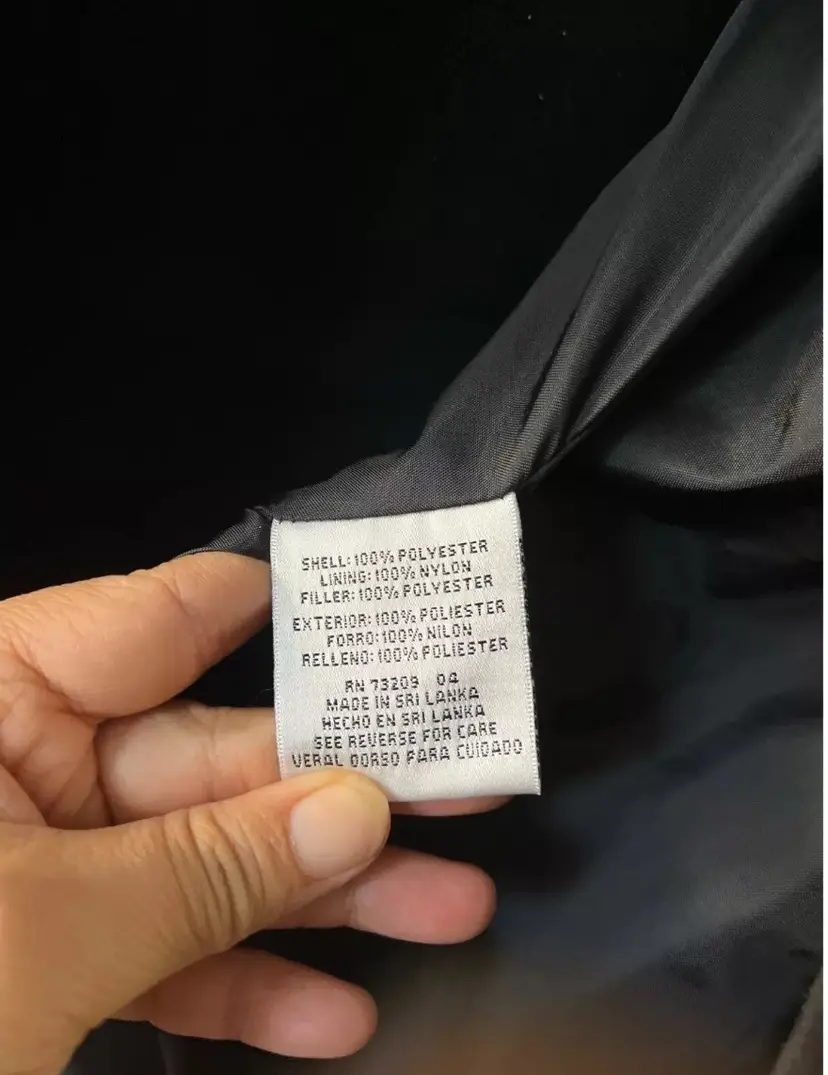 SHELL: 100% POLYESTER
LINING: 100% NYLON
FILLER: 100% POLYESTER
EXTERIOR: 100% POLIESTER
FORRO: 100% NILON
RELLENO: 100% POLIESTER
RN 73209 04
MADE IN SRI LANKA
HECHO EN SRI LANKA
SEE REVERSE FOR CARE
VERAL DORSO PARA CUIDADO